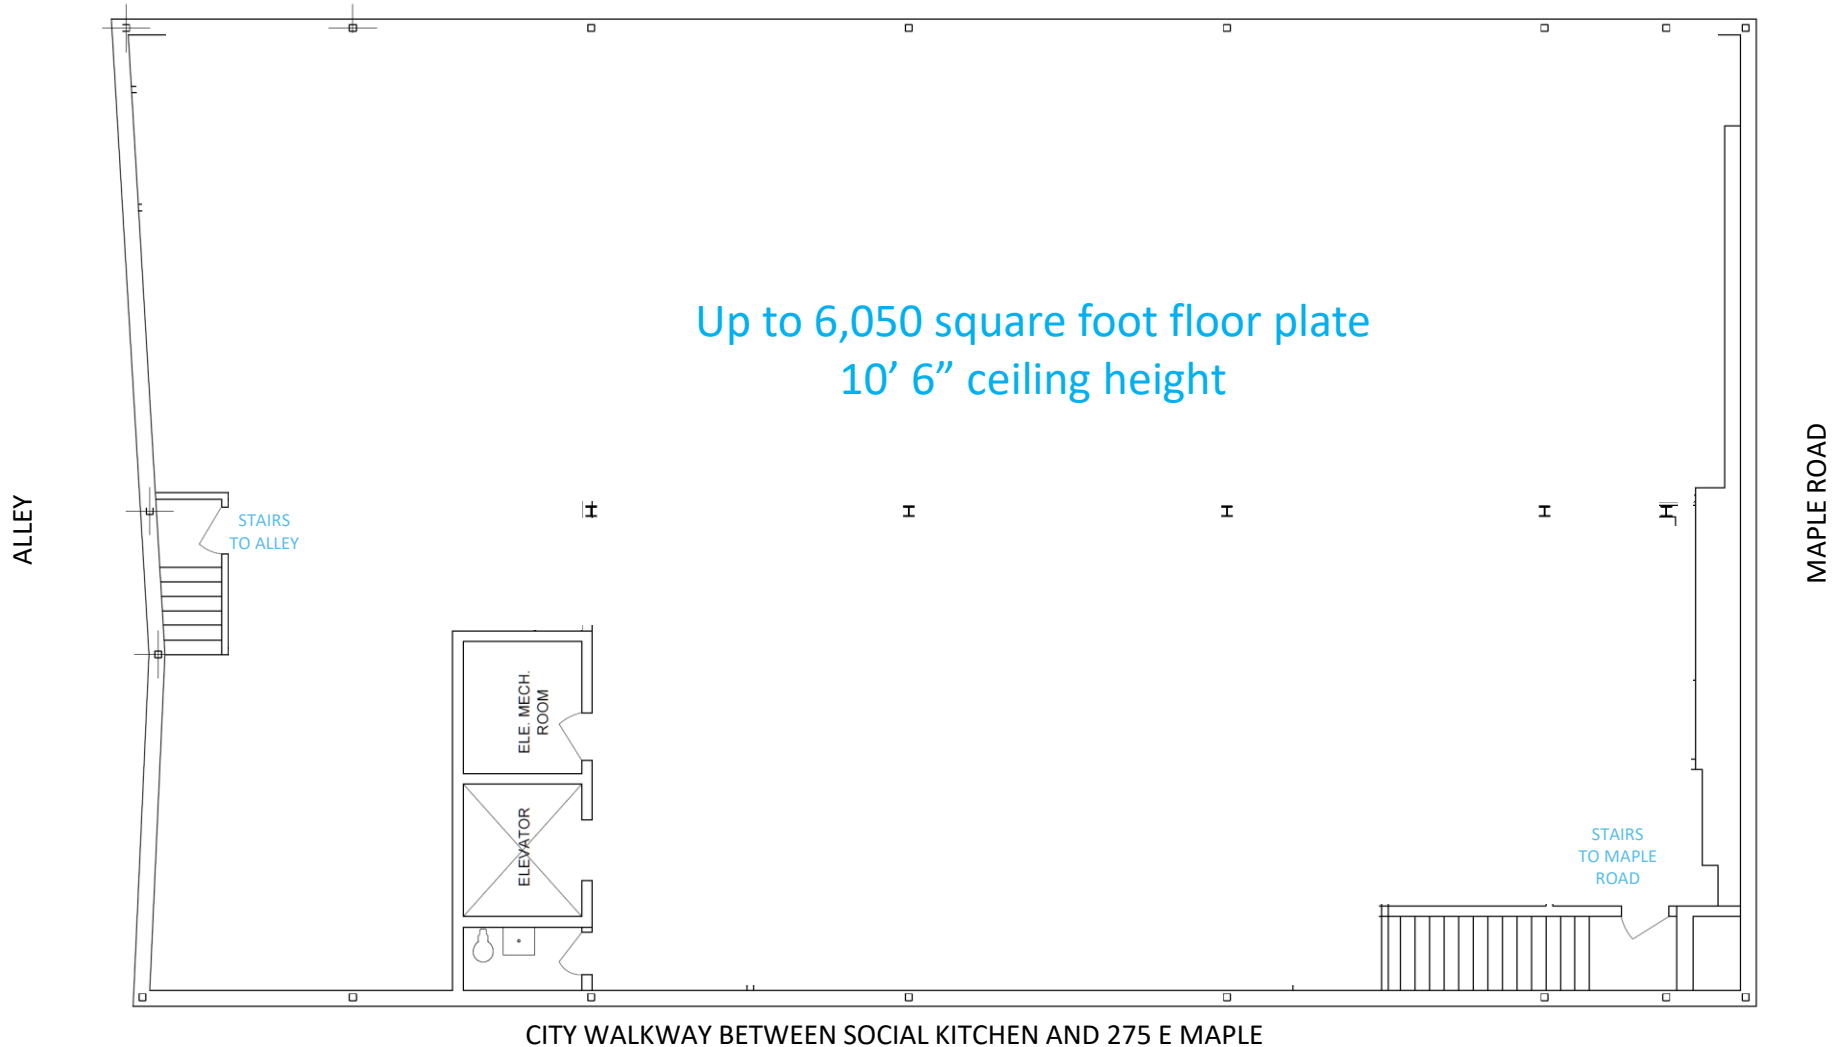 Up to 6,050 square foot floor plate
10’ 6” ceiling height
ALLEY
STAIRS
TO ALLEY
MAPLE ROAD
ELE. MECH.
ROOM
ELEVATOR
STAIRS
TO MAPLE
ROAD
CITY WALKWAY BETWEEN SOCIAL KITCHEN AND 275 E MAPLE